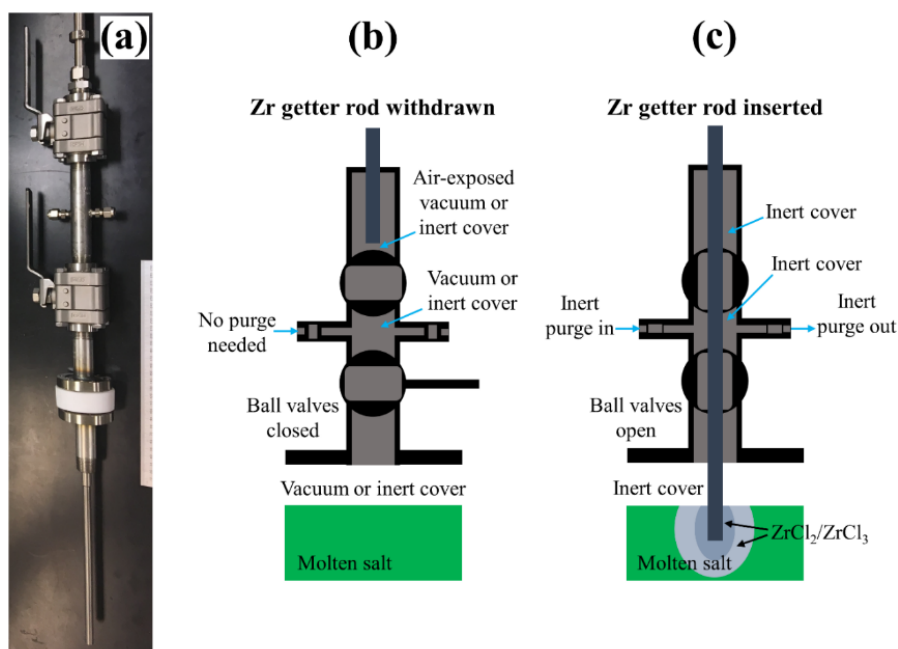 (a)
(b)
(c)
Zr getter rod withdrawn
Air-exposed
vacuum or
inert cover
Vacuum or
inert cover
No purge
needed
Ball valves
closed
Vacuum or inert cover
Molten salt
Zr getter rod inserted
Inert cover
Inert cover
Inert
purge in
Inert
purge out
Ball valves
open
Inert cover
ZrCl₂/ZrCl₃
Molten salt